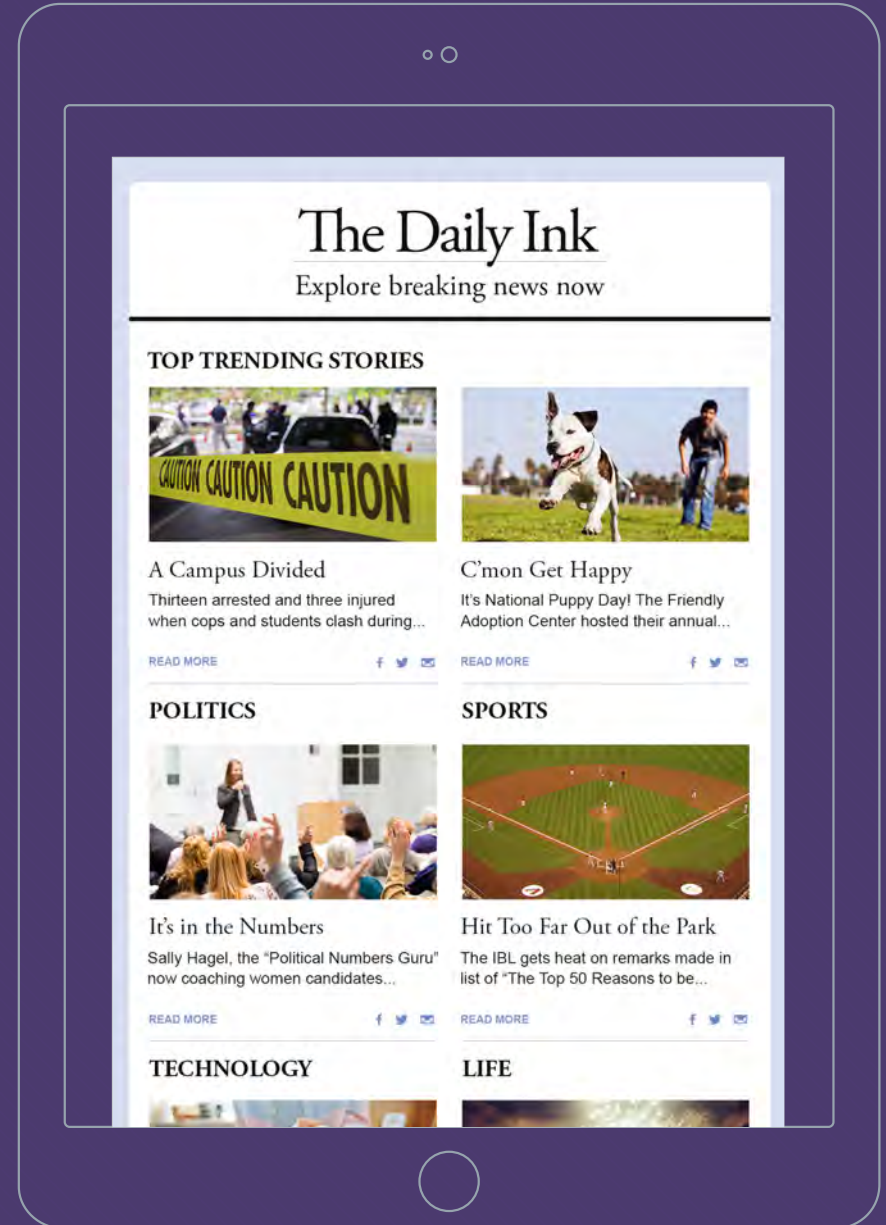 The Daily Ink
Explore breaking news now
TOP TRENDING STORIES
CAUTION CAUTION CAUTION
A Campus Divided
Thirteen arrested and three injured
when cops and students clash during...
READ MORE
C'mon Get Happy
It's National Puppy Day! The Friendly
Adoption Center hosted their annual...
READ MORE
POLITICS
It's in the Numbers
Sally Hagel, the “Political Numbers Guru”
now coaching women candidates...
READ MORE
SPORTS
Hit Too Far Out of the Park
The IBL gets heat on remarks made in
list of “The Top 50 Reasons to be...
READ MORE
TECHNOLOGY
LIFE